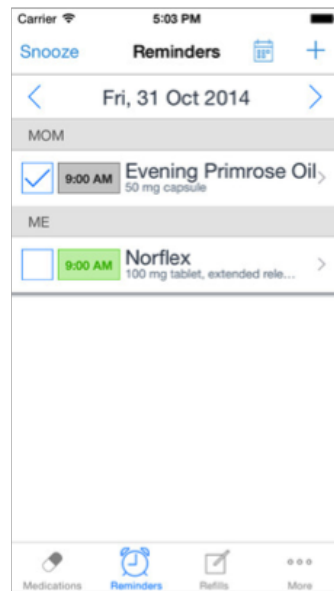 Carrier 5:03 PM
Snooze Reminders +
< Fri, 31 Oct 2014 >
MOM
9:00 AM Evening Primrose Oil >
50 mg capsule
ME
9:00 AM Norflex >
100 mg tablet, extended rele...
Medications Reminders Refills More